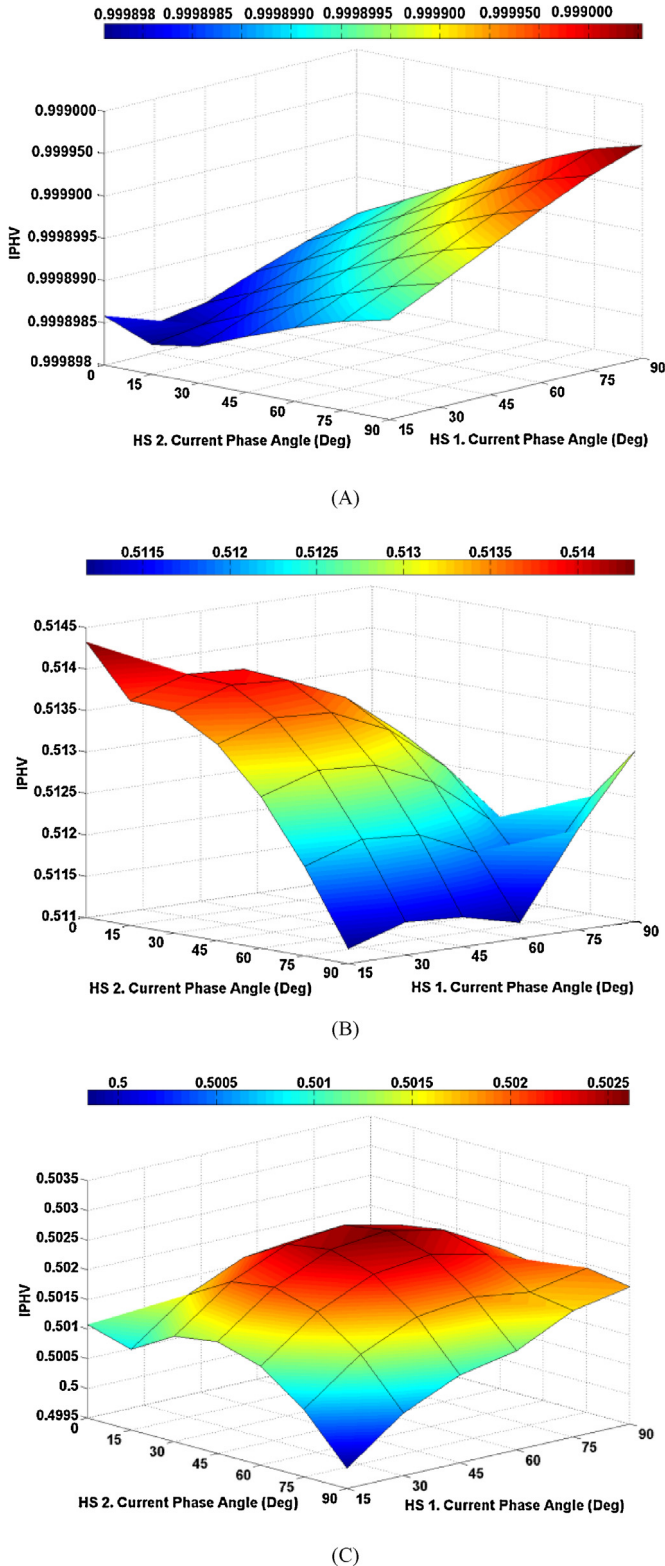 0.999898 0.9998985 0.9998990 0.9998995 0.999900 0.999950 0.999000
0.999000
0.999950
0.999900
0.9998995
0.9998990
0.9998985
0.999898
IPHV
0 15 30 45 60 75 90
HS 2. Current Phase Angle (Deg)
15 30 45 60 75 90
HS 1. Current Phase Angle (Deg)
(A)
0.5115 0.512 0.5125 0.513 0.5135 0.514
0.5145
0.514
0.5135
0.513
0.5125
0.512
0.5115
0.511
IPHV
0 15 30 45 60 75 90
HS 2. Current Phase Angle (Deg)
15 30 45 60 75 90
HS 1. Current Phase Angle (Deg)
(B)
0.5 0.5005 0.501 0.5015 0.502 0.5025
0.5035
0.503
0.5025
0.502
0.5015
0.501
0.5005
0.5
0.4995
IPHV
0 15 30 45 60 75 90
HS 2. Current Phase Angle (Deg)
15 30 45 60 75 90
HS 1. Current Phase Angle (Deg)
(C)